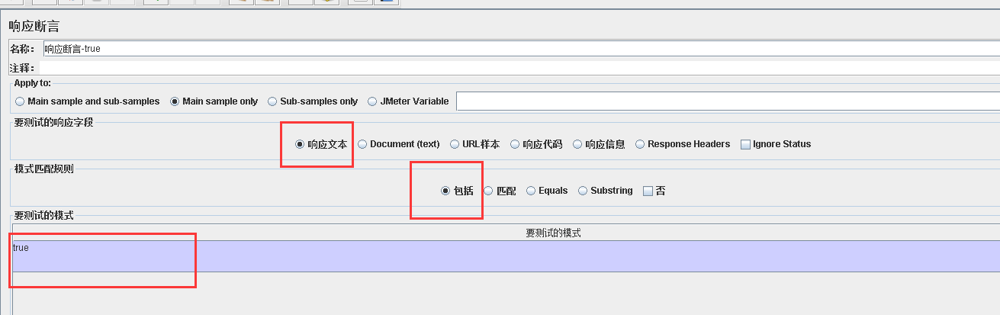 响应断言
名称： 响应断言-true
注释：
Apply to:
Main sample and sub-samples Main sample only Sub-samples only JMeter Variable
要测试的响应字段
响应文本 Document (text) URL样本 响应代码 响应信息 Response Headers Ignore Status
模式匹配规则
包括 匹配 Equals Substring 否
要测试的模式
要测试的模式
true